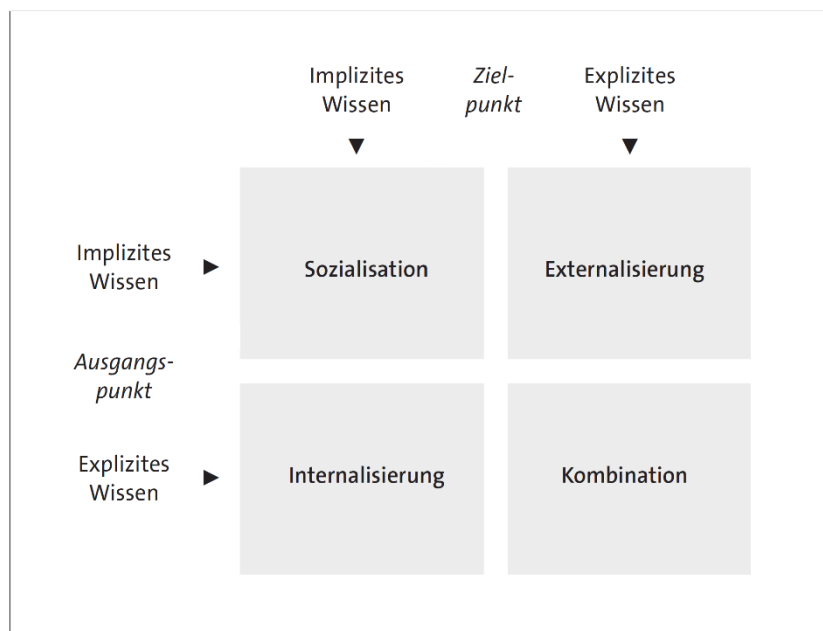 Implizites
Wissen
Ziel-
punkt
Explizites
Wissen
Implizites
Wissen
Sozialisation
Externalisierung
Ausgangs-
punkt
Explizites
Wissen
Internalisierung
Kombination